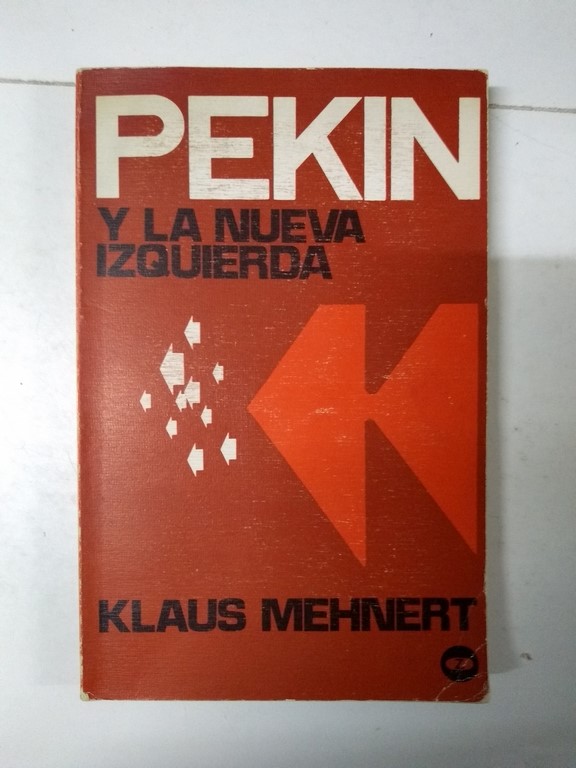 PEKIN
Y LA NUEVA
IZQUIERDA
KLAUS MEHNERT